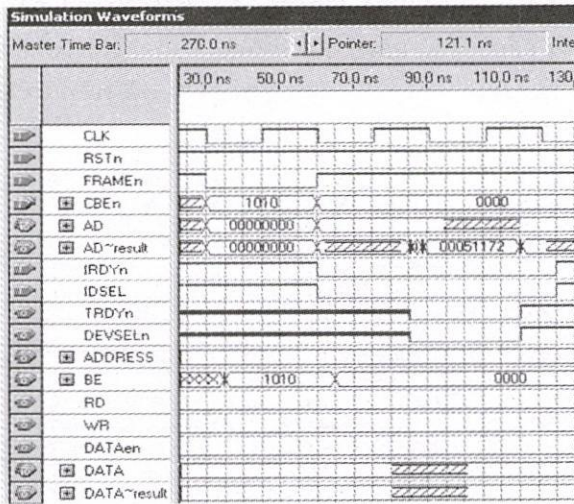 Simulation Waveforms
Master Time Bar: 270.0 ns Pointer: 121.1 ns Inte
30.0 ns 50.0 ns 70.0 ns 90.0 ns 110.0 ns 130.
CLK
RSTn
FRAMEn
CBEn 1010 0000
AD 00000000
AD~result 00000000 00051172
IRDYn
IDSEL
TRDYn
DEVSELn
ADDRESS
BE 1010 0000
RD
WR
DATAen
DATA
DATA~result